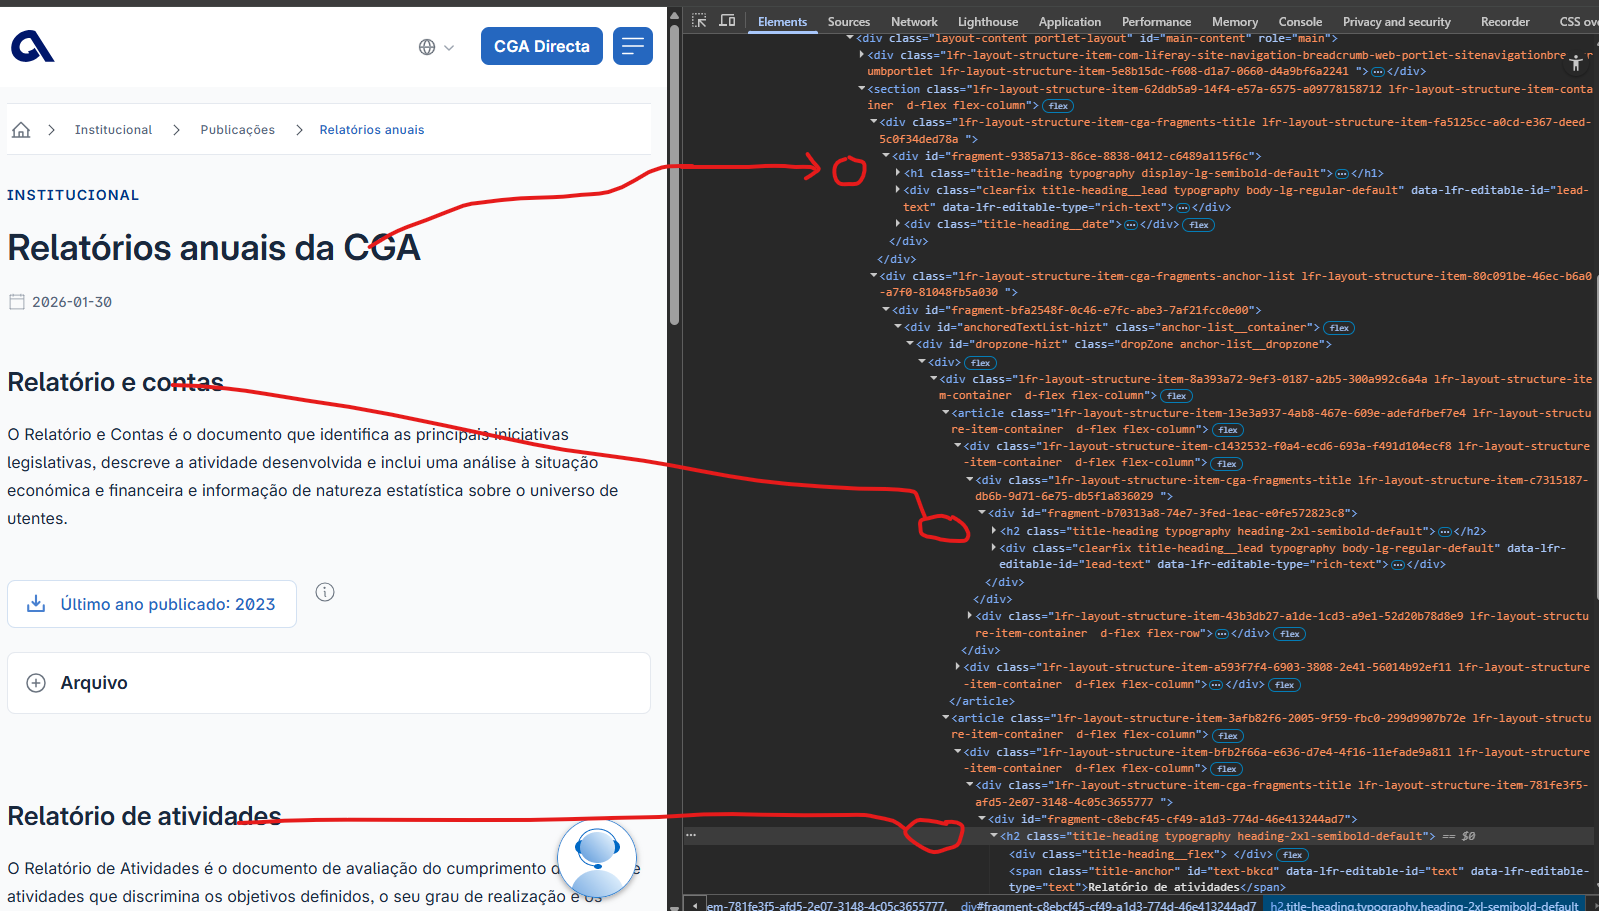 CGA Directa
Institucional
Publicações
Relatórios anuais
INSTITUCIONAL
Relatórios anuais da CGA
2026-01-30
Relatório e contas
O Relatório e Contas é o documento que identifica as principais iniciativas
legislativas, descreve a atividade desenvolvida e inclui uma análise à situação
económica e financeira e informação de natureza estatística sobre o universo de
utentes.
Último ano publicado: 2023
Arquivo
Relatório de atividades
O Relatório de Atividades é o documento de avaliação do cumprimento d e
atividades que discrimina os objetivos definidos, o seu grau de realização e os
Elements Sources Network Lighthouse Application Performance Memory Console Privacy and security Recorder CSS ov
<div class="layout-content portlet-layout" id="main-content" role="main">
<div class="lfr-layout-structure-item-com-liferay-site-navigation-breadcrumb-web-portlet-sitenavigationbre
umbportlet lfr-layout-structure-item-5e8b15dc-f608-d1a7-0660-d4a9bf6a2241 ">…</div>
<section class="lfr-layout-structure-item-62ddb5a9-14f4-e57a-6575-a09778158712 lfr-layout-structure-item-conta
iner  d-flex flex-column"> flex
<div class="lfr-layout-structure-item-cga-fragments-title lfr-layout-structure-item-fa5125cc-a0cd-e367-deed-
5c0f34ded78a ">
<div id="fragment-9385a713-86ce-8838-0412-c6489a115f6c">
<h1 class="title-heading typography display-lg-semibold-default">…</h1>
<div class="clearfix title-heading__lead typography body-lg-regular-default" data-lfr-editable-id="lead-
text" data-lfr-editable-type="rich-text">…</div>
<div class="title-heading__date">…</div> flex
</div>
</div>
<div class="lfr-layout-structure-item-cga-fragments-anchor-list lfr-layout-structure-item-80c091be-46ec-b6a0
-a7f0-81048fb5a030 ">
<div id="fragment-bfa2548f-0c46-e7fc-abe3-7af21fcc0e00">
<div id="anchoredTextList-hizt" class="anchor-list__container"> flex
<div id="dropzone-hizt" class="dropZone anchor-list__dropzone">
<div> flex
<div class="lfr-layout-structure-item-8a393a72-9ef3-0187-a2b5-300a992c6a4a lfr-layout-structure-ite
m-container  d-flex flex-column"> flex
<article class="lfr-layout-structure-item-13e3a937-4ab8-467e-609e-adefdfbef7e4 lfr-layout-structu
re-item-container  d-flex flex-column"> flex
<div class="lfr-layout-structure-item-c1432532-f0a4-ecd6-693a-f491d104ecf8 lfr-layout-structure
-item-container  d-flex flex-column"> flex
<div class="lfr-layout-structure-item-cga-fragments-title lfr-layout-structure-item-c7315187-
db6b-9d71-6e75-db5f1a836029 ">
<div id="fragment-b70313a8-74e7-3fed-1eac-e0fe572823c8">
<h2 class="title-heading typography heading-2xl-semibold-default">…</h2>
<div class="clearfix title-heading__lead typography body-lg-regular-default" data-lfr-
editable-id="lead-text" data-lfr-editable-type="rich-text">…</div>
</div>
</div>
<div class="lfr-layout-structure-item-43b3db27-a1de-1cd3-a9e1-52d20b78d8e9 lfr-layout-structu
re-item-container  d-flex flex-row">…</div> flex
</div>
<div class="lfr-layout-structure-item-a593f7f4-6903-3808-2e41-56014b92ef11 lfr-layout-structure
-item-container  d-flex flex-column">…</div> flex
</article>
<article class="lfr-layout-structure-item-3afb82f6-2005-9f59-fbc0-299d9907b72e lfr-layout-structu
re-item-container  d-flex flex-column"> flex
<div class="lfr-layout-structure-item-bfb2f66a-e636-d7e4-4f16-11efade9a811 lfr-layout-structure
-item-container  d-flex flex-column"> flex
<div class="lfr-layout-structure-item-cga-fragments-title lfr-layout-structure-item-781fe3f5-
afd5-2e07-3148-4c05c3655777 ">
<div id="fragment-c8ebcf45-cf49-a1d3-774d-46e413244ad7">
<h2 class="title-heading typography heading-2xl-semibold-default"> == $0
<div class="title-heading__flex"> </div> flex
<span class="title-anchor" id="text-bkcd" data-lfr-editable-id="text" data-lfr-editable-
type="text">Relatório de atividades</span>
em-781fe3f5-afd5-2e07-3148-4c05c3655777. div#fragment-c8ebcf45-cf49-a1d3-774d-46e413244ad7 h2.title-heading.typography.heading-2xl-semibold-default